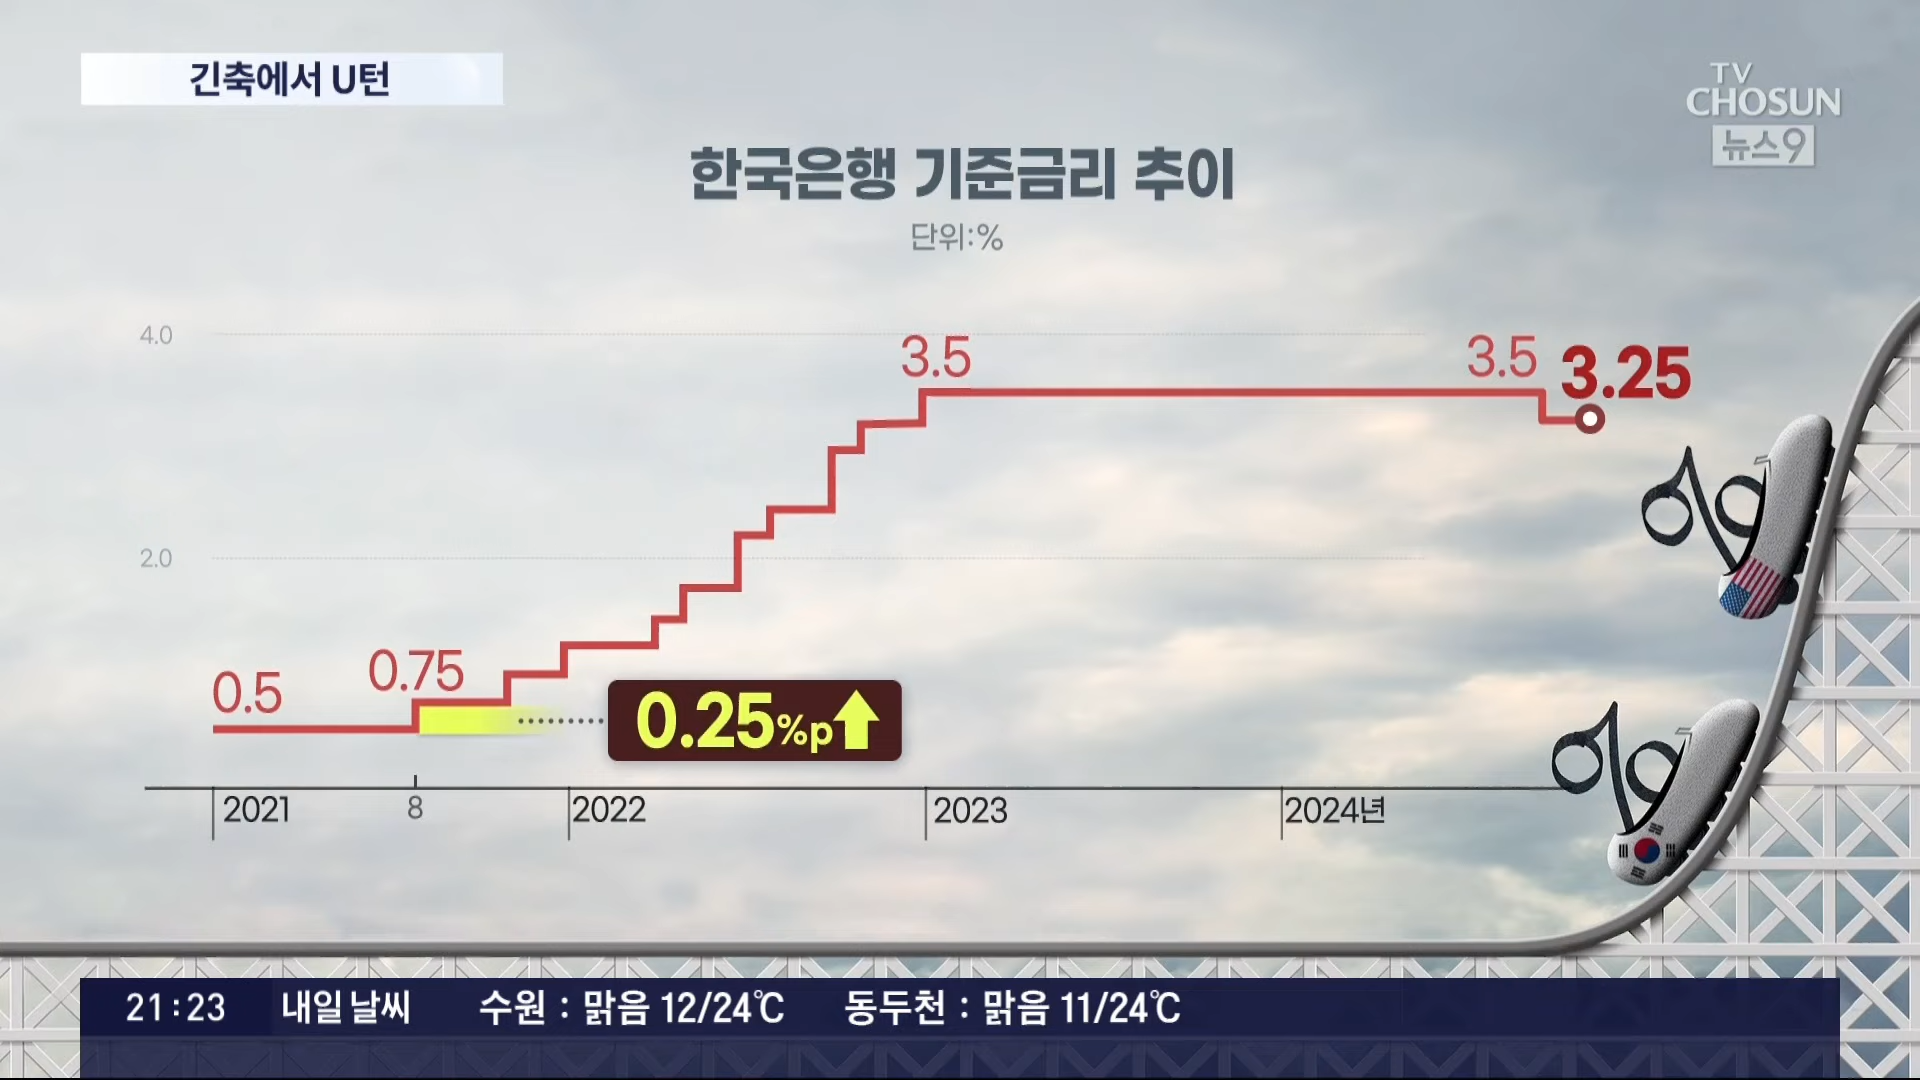 긴축에서 U턴
TV
CHOSUN
뉴스9
한국은행 기준금리 추이
단위:%
4.0
3.5
3.5
3.25
2.0
0.75
0.5
0.25%p
2021
8
2022
2023
2024년
21:23 내일 날씨 수원 : 맑음 12/24℃ 동두천 : 맑음 11/24℃